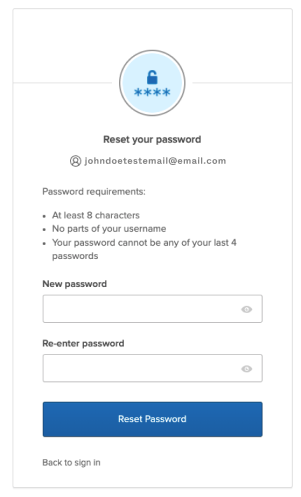 ****
Reset your password
johndoetestemail@email.com
Password requirements:
• At least 8 characters
• No parts of your username
• Your password cannot be any of your last 4
passwords
New password
Re-enter password
Reset Password
Back to sign in